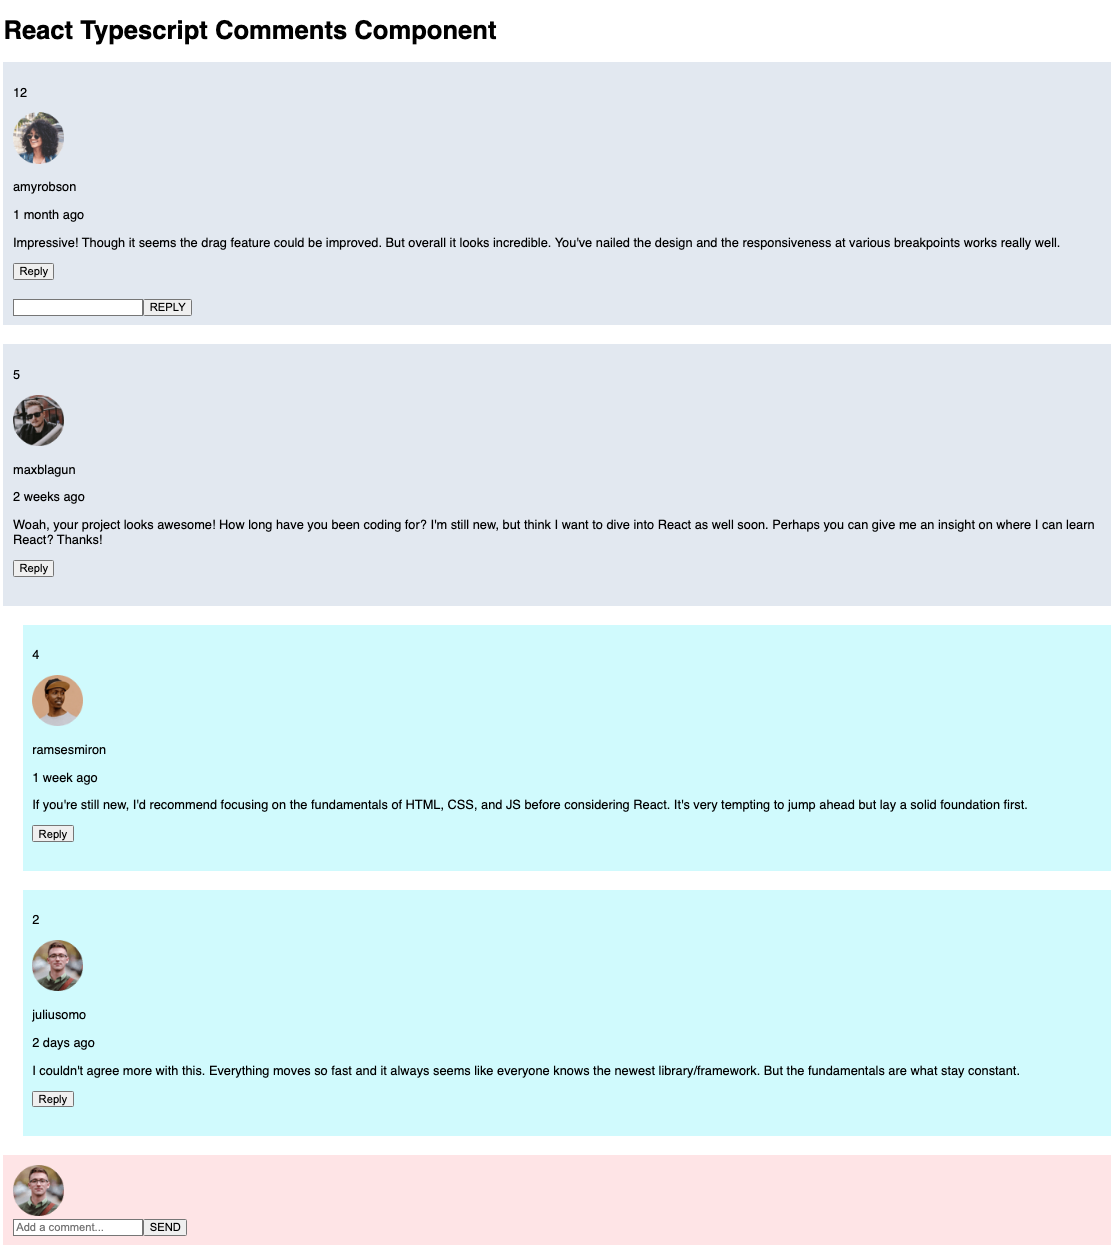 React Typescript Comments Component
12
amyrobson
1 month ago
Impressive! Though it seems the drag feature could be improved. But overall it looks incredible. You've nailed the design and the responsiveness at various breakpoints works really well.
Reply
REPLY
5
maxblagun
2 weeks ago
Woah, your project looks awesome! How long have you been coding for? I'm still new, but think I want to dive into React as well soon. Perhaps you can give me an insight on where I can learn
React? Thanks!
Reply
4
ramsesmiron
1 week ago
If you're still new, I'd recommend focusing on the fundamentals of HTML, CSS, and JS before considering React. It's very tempting to jump ahead but lay a solid foundation first.
Reply
2
juliusomo
2 days ago
I couldn't agree more with this. Everything moves so fast and it always seems like everyone knows the newest library/framework. But the fundamentals are what stay constant.
Reply
Add a comment... SEND